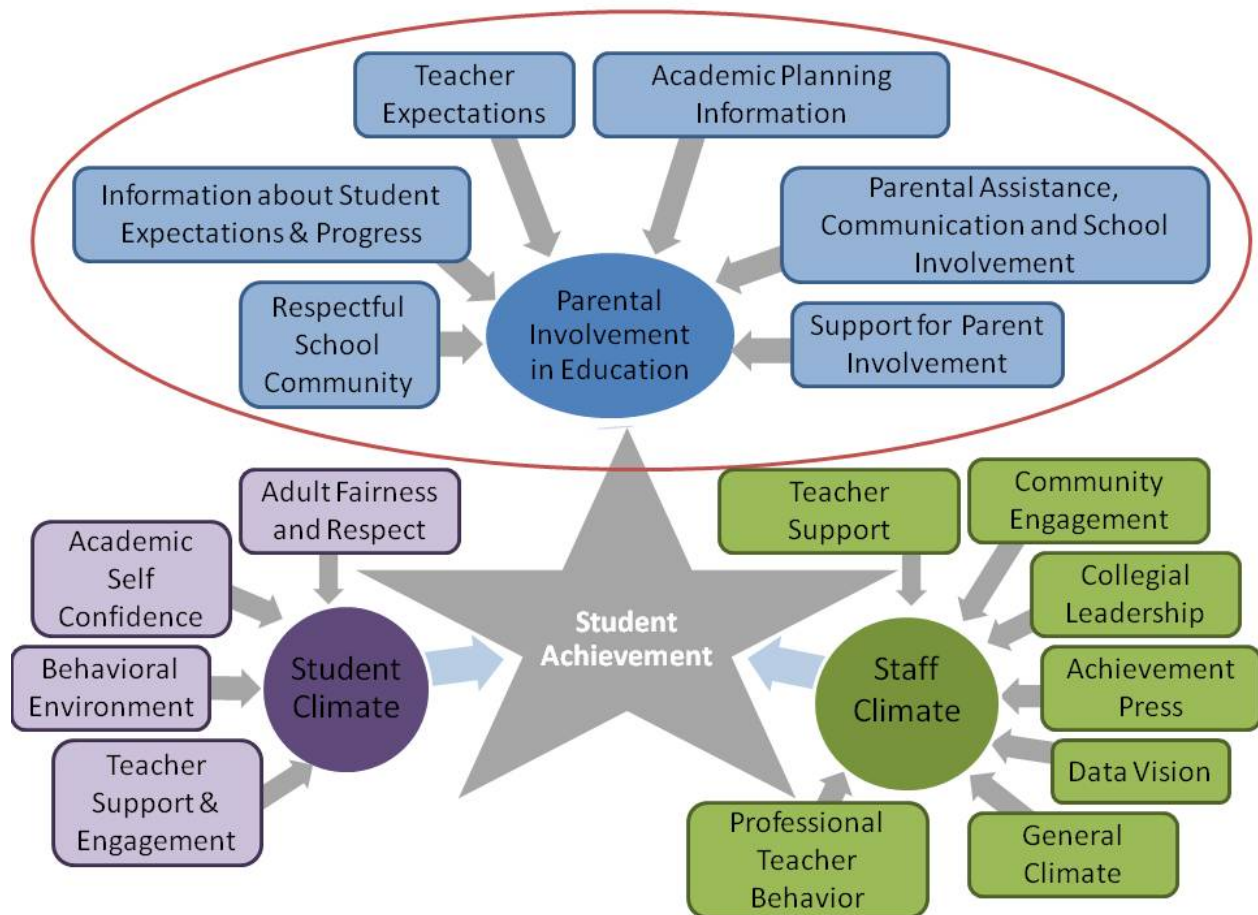 Teacher
Expectations
Academic Planning
Information
Information about Student
Expectations & Progress
Parental Assistance,
Communication and School
Involvement
Respectful
School
Community
Parental
Involvement
in Education
Support for Parent
Involvement
Adult Fairness
and Respect
Academic
Self
Confidence
Behavioral
Environment
Teacher
Support &
Engagement
Student
Climate
Student
Achievement
Teacher
Support
Community
Engagement
Collegial
Leadership
Achievement
Press
Data Vision
General
Climate
Professional
Teacher
Behavior
Staff
Climate